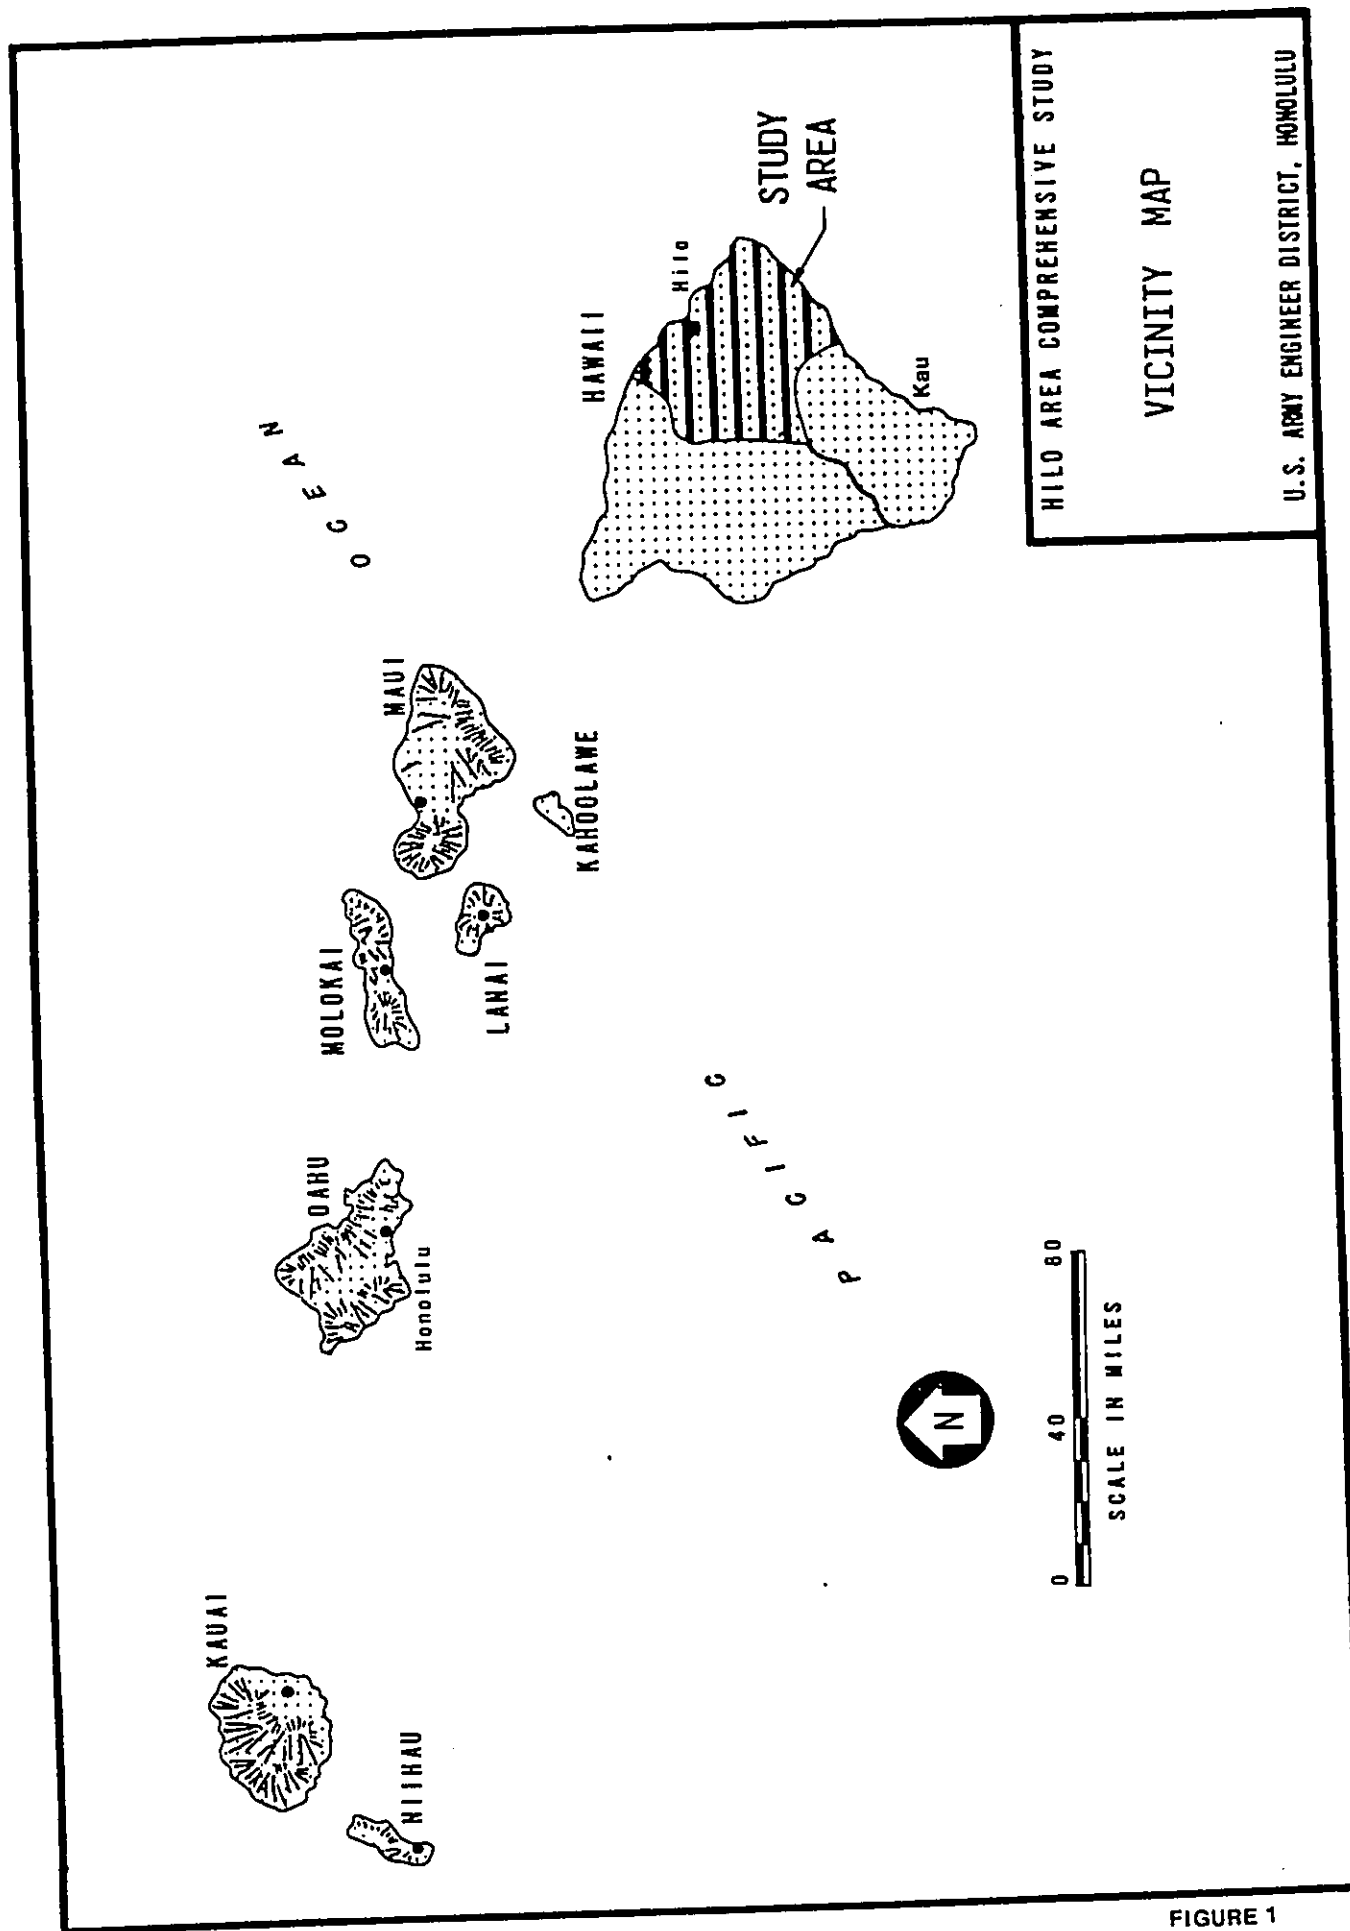 KAUAI
NIIHAU
OAHU
Honolulu
MOLOKAI
LANAI
MAUI
KAHOOLAWE
HAWAII
Hilo
Kau
STUDY
AREA
PACIFIC
OCEAN
N
0 40 80
SCALE IN MILES
HILO AREA COMPREHENSIVE STUDY
VICINITY MAP
U.S. ARMY ENGINEER DISTRICT, HONOLULU
FIGURE 1